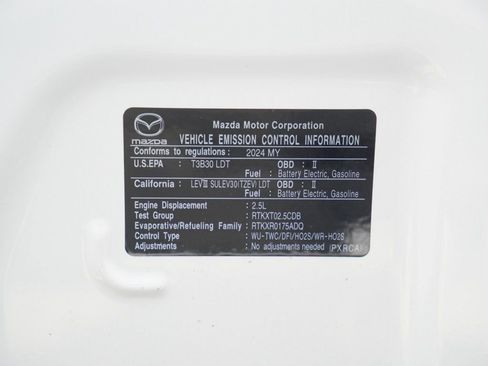 Mazda Motor Corporation
mazda VEHICLE EMISSION CONTROL INFORMATION
Conforms to regulations: 2024 MY
U.S.EPA : T3B30 LDT OBD : II
Fuel : Battery Electric, Gasoline
California : LEVIII SULEV30(TZEV) LDT OBD : II
Fuel : Battery Electric, Gasoline
Engine Displacement : 2.5L
Test Group : RTKXT02.5CDB
Evaporative/Refueling Family : RTKXR0175ADQ
Control Type : WU-TWC/DFI/HO2S/WR-HO2S
Adjustments : No adjustments needed (PXRCA)